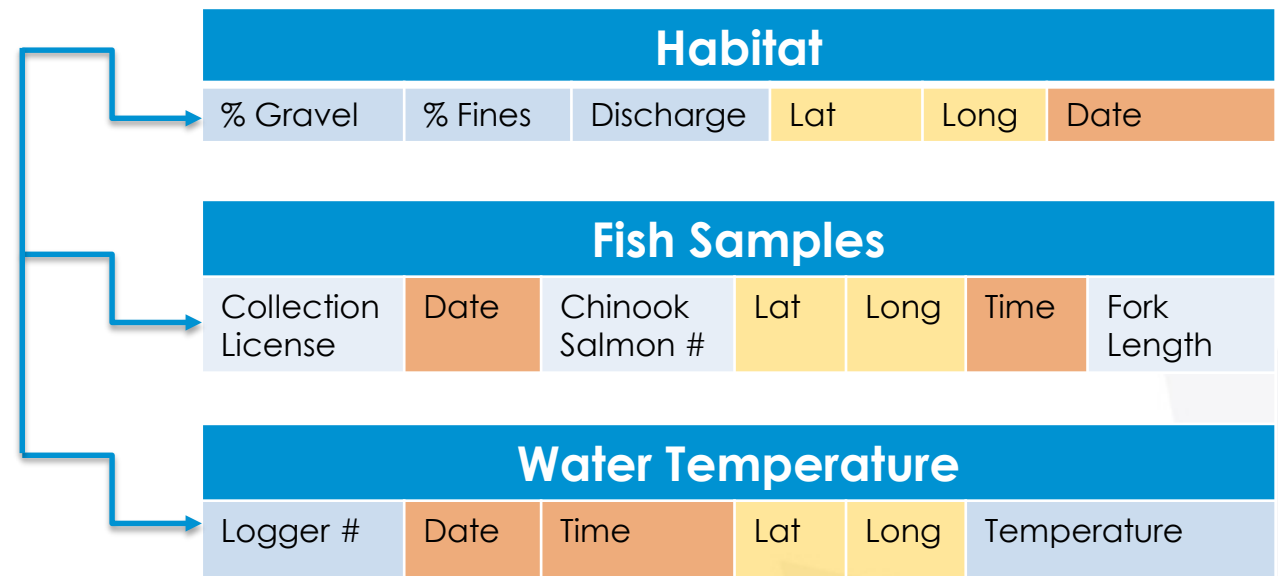 Habitat
% Gravel % Fines Discharge Lat Long Date
Fish Samples
Collection License Date Chinook Salmon # Lat Long Time Fork Length
Water Temperature
Logger # Date Time Lat Long Temperature